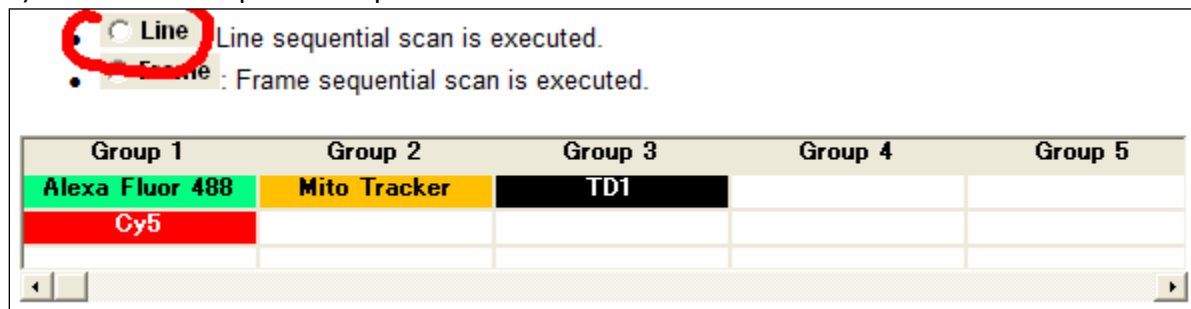 Line Line sequential scan is executed.
Frame : Frame sequential scan is executed.
Group 1 Group 2 Group 3 Group 4 Group 5
Alexa Fluor 488 Mito Tracker TD1
Cy5